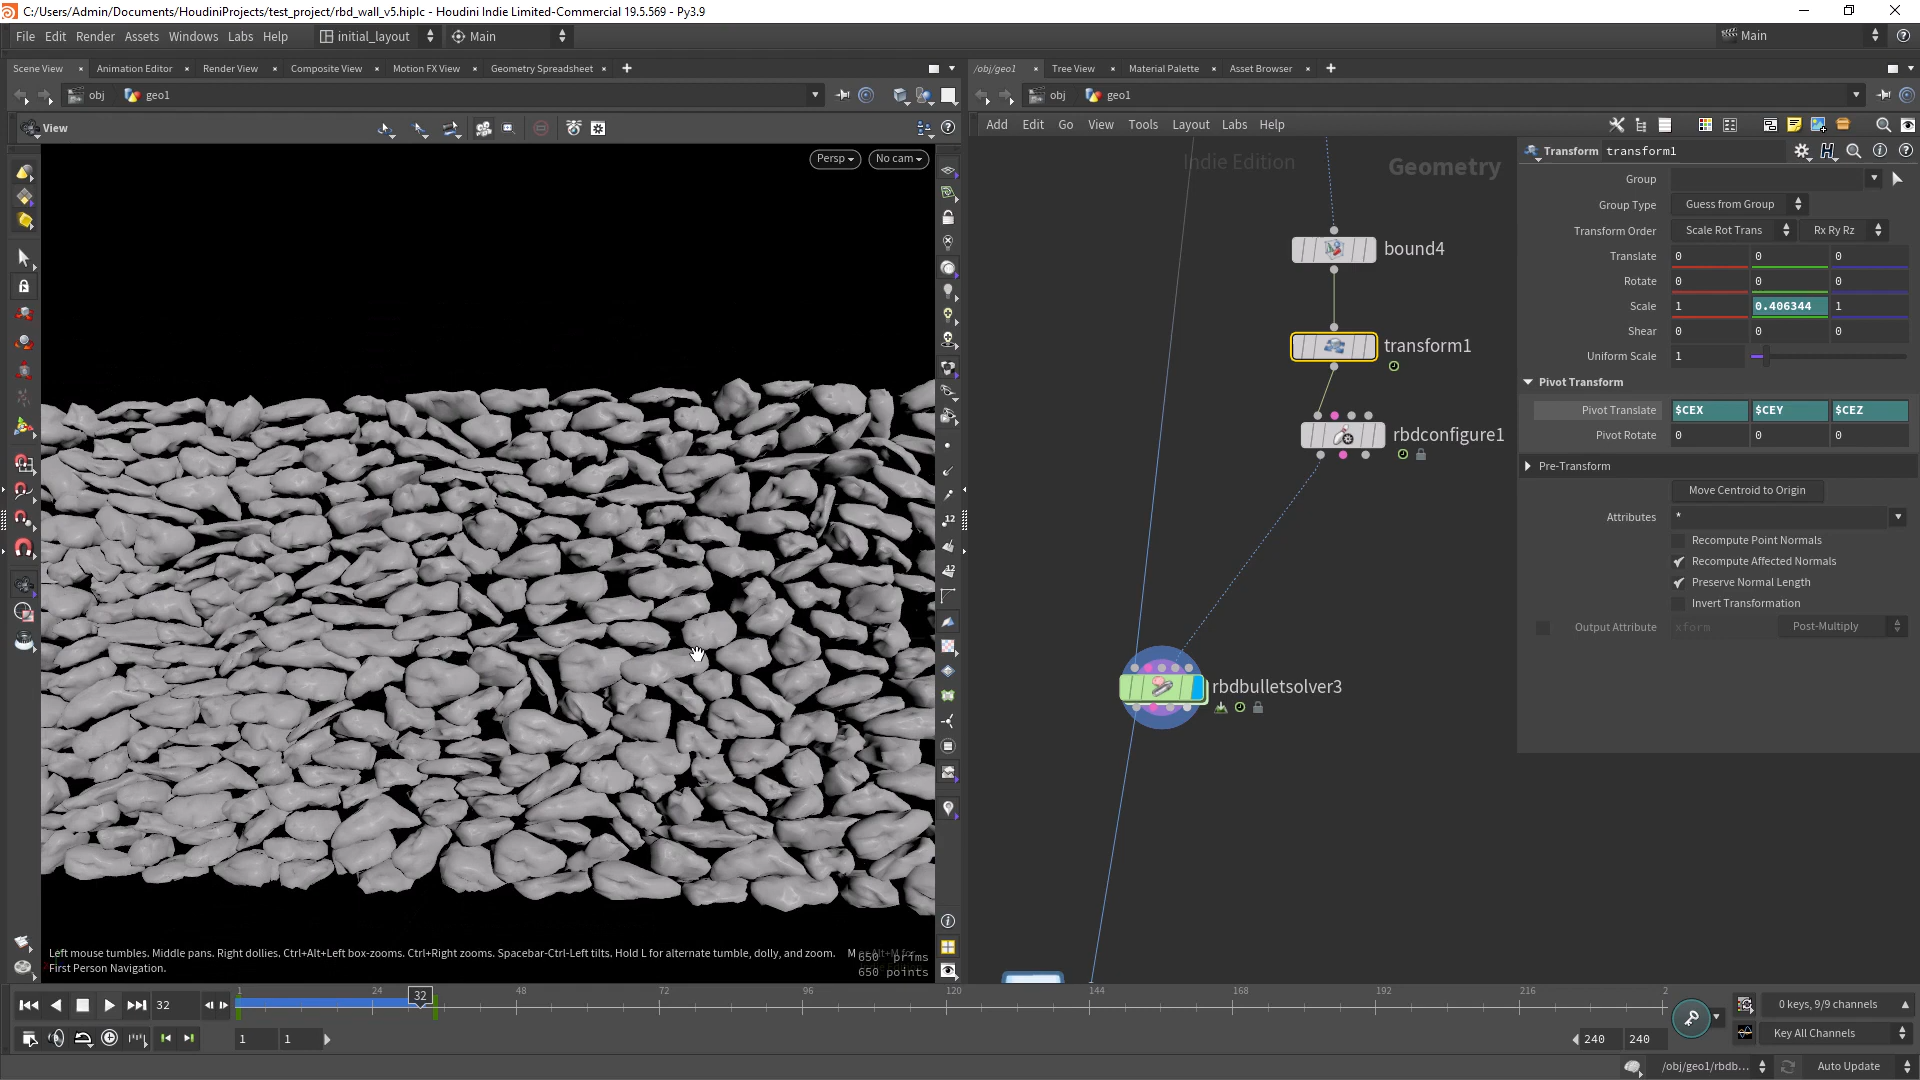 C:/Users/Admin/Documents/HoudiniProjects/test_project/rbd_wall_v5.hiplc - Houdini Indie Limited-Commercial 19.5.569 - Py3.9
File Edit Render Assets Windows Labs Help initial_layout Main Main
Scene View Animation Editor Render View Composite View Motion FX View Geometry Spreadsheet
/obj/geo1 Tree View Material Palette Asset Browser
obj geo1
obj geo1
View
Add Edit Go View Tools Layout Labs Help
Persp No cam
Indie Edition
Geometry
Transform transform1
Group
Group Type Guess from Group
Transform Order Scale Rot Trans Rx Ry Rz
Translate 0 0 0
Rotate 0 0 0
Scale 1 0.406344 1
Shear 0 0 0
Uniform Scale 1
Pivot Transform
Pivot Translate $CEX $CEY $CEZ
Pivot Rotate 0 0 0
Pre-Transform
Move Centroid to Origin
Attributes *
Recompute Point Normals
Recompute Affected Normals
Preserve Normal Length
Invert Transformation
Output Attribute xform Post-Multiply
bound4
transform1
rbdconfigure1
rbdbulletsolver3
12
12
Left mouse tumbles. Middle pans. Right dollies. Ctrl+Alt+Left box-zooms. Ctrl+Right zooms. Spacebar-Ctrl-Left tilts. Hold L for alternate tumble, dolly, and zoom.
First Person Navigation.
650 prims
650 points
32
1 24 32 48 72 96 120 144 168 192 216 2
0 keys, 9/9 channels
1 1 240 240
Key All Channels
/obj/geo1/rbdb... Auto Update